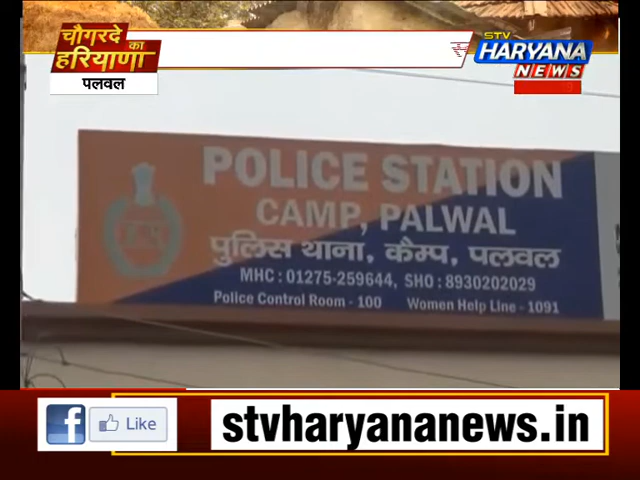 चौगरदे का
हरियाणा
पलवल
STV
HARYANA
NEWS
POLICE STATION
CAMP, PALWAL
पुलिस थाना, कैम्प, पलवल
MHC : 01275-259644, SHO : 8930202029
Police Control Room - 100 Women Help Line - 1091
f Like
stvharyananews.in